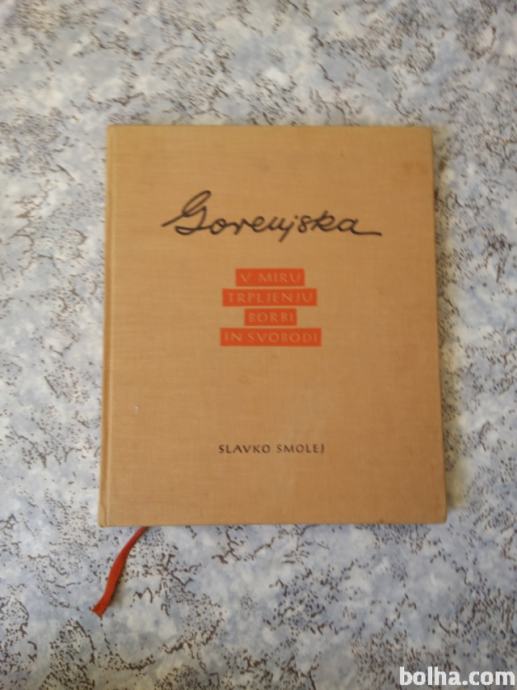 Gorenjska
V MIRU
TRPLJENJU
BORBI
IN SVOBODI
SLAVKO SMOLEJ
bolha.com